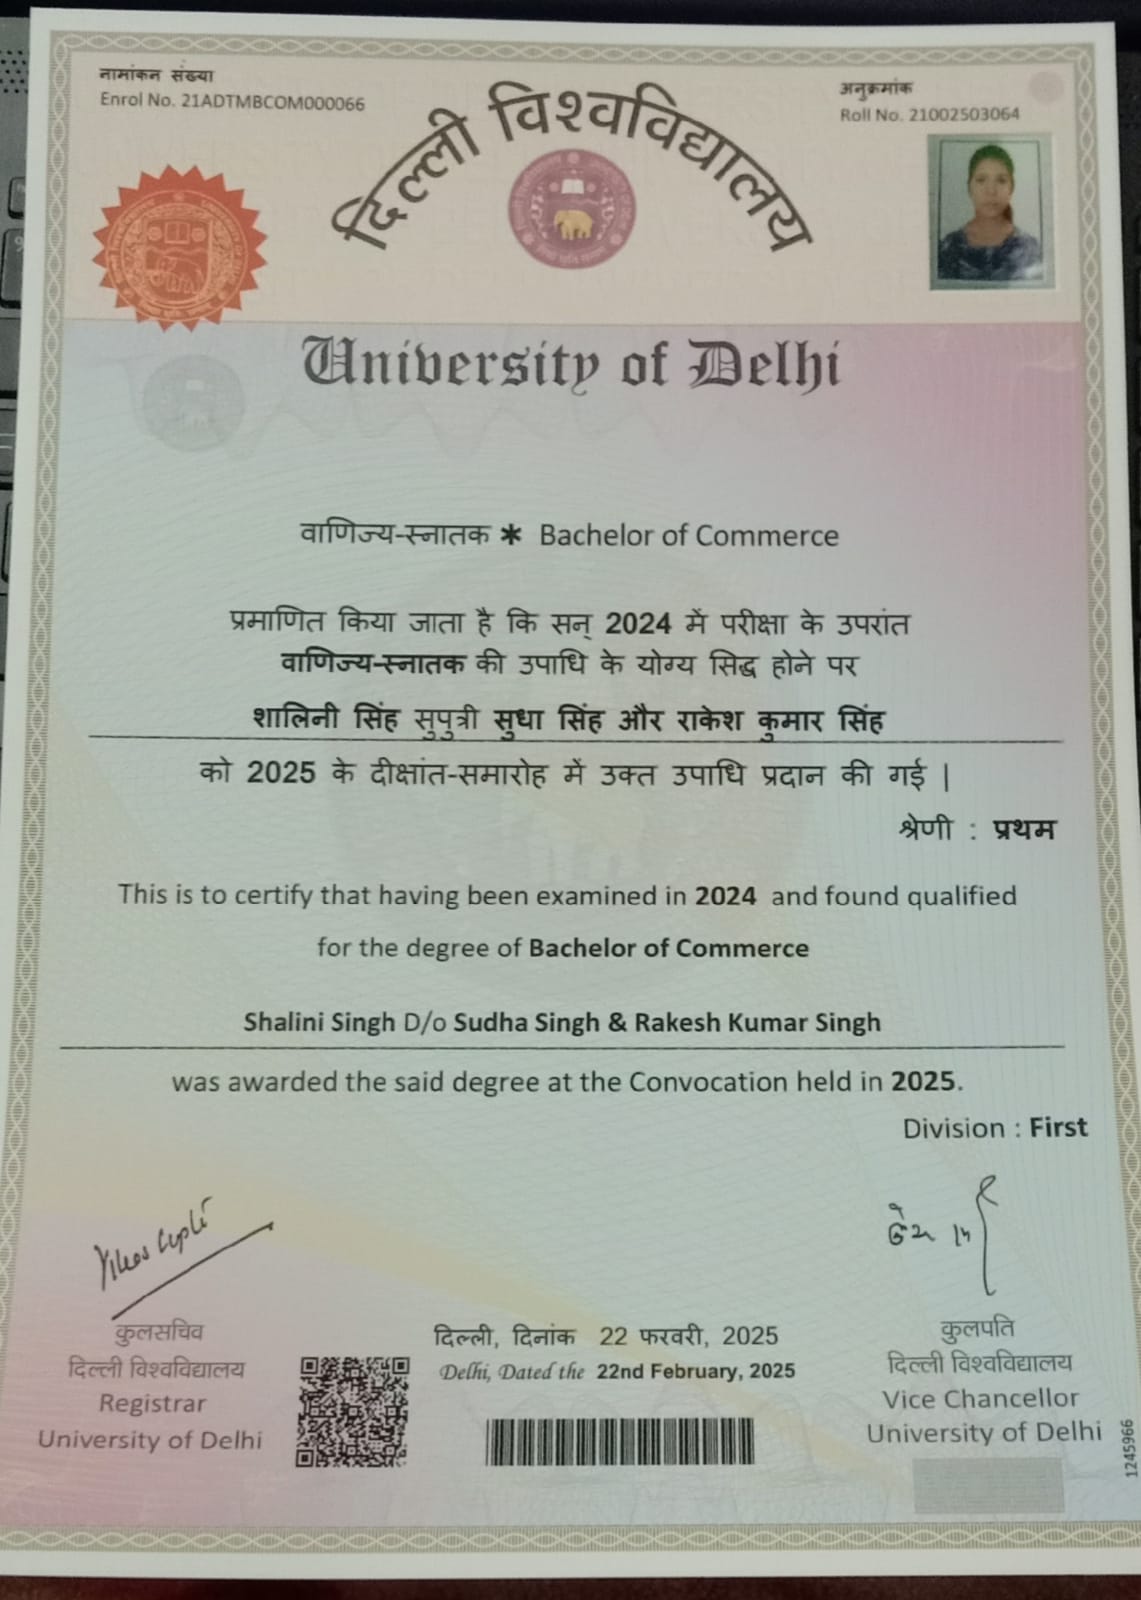 नामांकन संख्या
Enrol No. 21ADTMBCOM000066
अनुक्रमांक
Roll No. 21002503064
दिल्ली विश्वविद्यालय
University of Delhi
वाणिज्य-स्नातक * Bachelor of Commerce
प्रमाणित किया जाता है कि सन् 2024 में परीक्षा के उपरांत
वाणिज्य-स्नातक की उपाधि के योग्य सिद्ध होने पर
शालिनी सिंह सुपुत्री सुधा सिंह और राकेश कुमार सिंह
को 2025 के दीक्षांत-समारोह में उक्त उपाधि प्रदान की गई |
श्रेणी : प्रथम
This is to certify that having been examined in 2024 and found qualified
for the degree of Bachelor of Commerce
Shalini Singh D/o Sudha Singh & Rakesh Kumar Singh
was awarded the said degree at the Convocation held in 2025.
Division : First
कुलसचिव
दिल्ली विश्वविद्यालय
Registrar
University of Delhi
दिल्ली, दिनांक 22 फरवरी, 2025
Delhi, Dated the 22nd February, 2025
कुलपति
दिल्ली विश्वविद्यालय
Vice Chancellor
University of Delhi
1245966